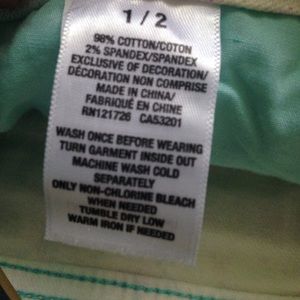 1 / 2
98% COTTON/COTON
2% SPANDEX/SPANDEX
EXCLUSIVE OF DECORATION/
DÉCORATION NON COMPRISE
MADE IN CHINA/
FABRIQUÉ EN CHINE
RN121726 CA53201
WASH ONCE BEFORE WEARING
TURN GARMENT INSIDE OUT
MACHINE WASH COLD
SEPARATELY
ONLY NON-CHLORINE BLEACH
WHEN NEEDED
TUMBLE DRY LOW
WARM IRON IF NEEDED